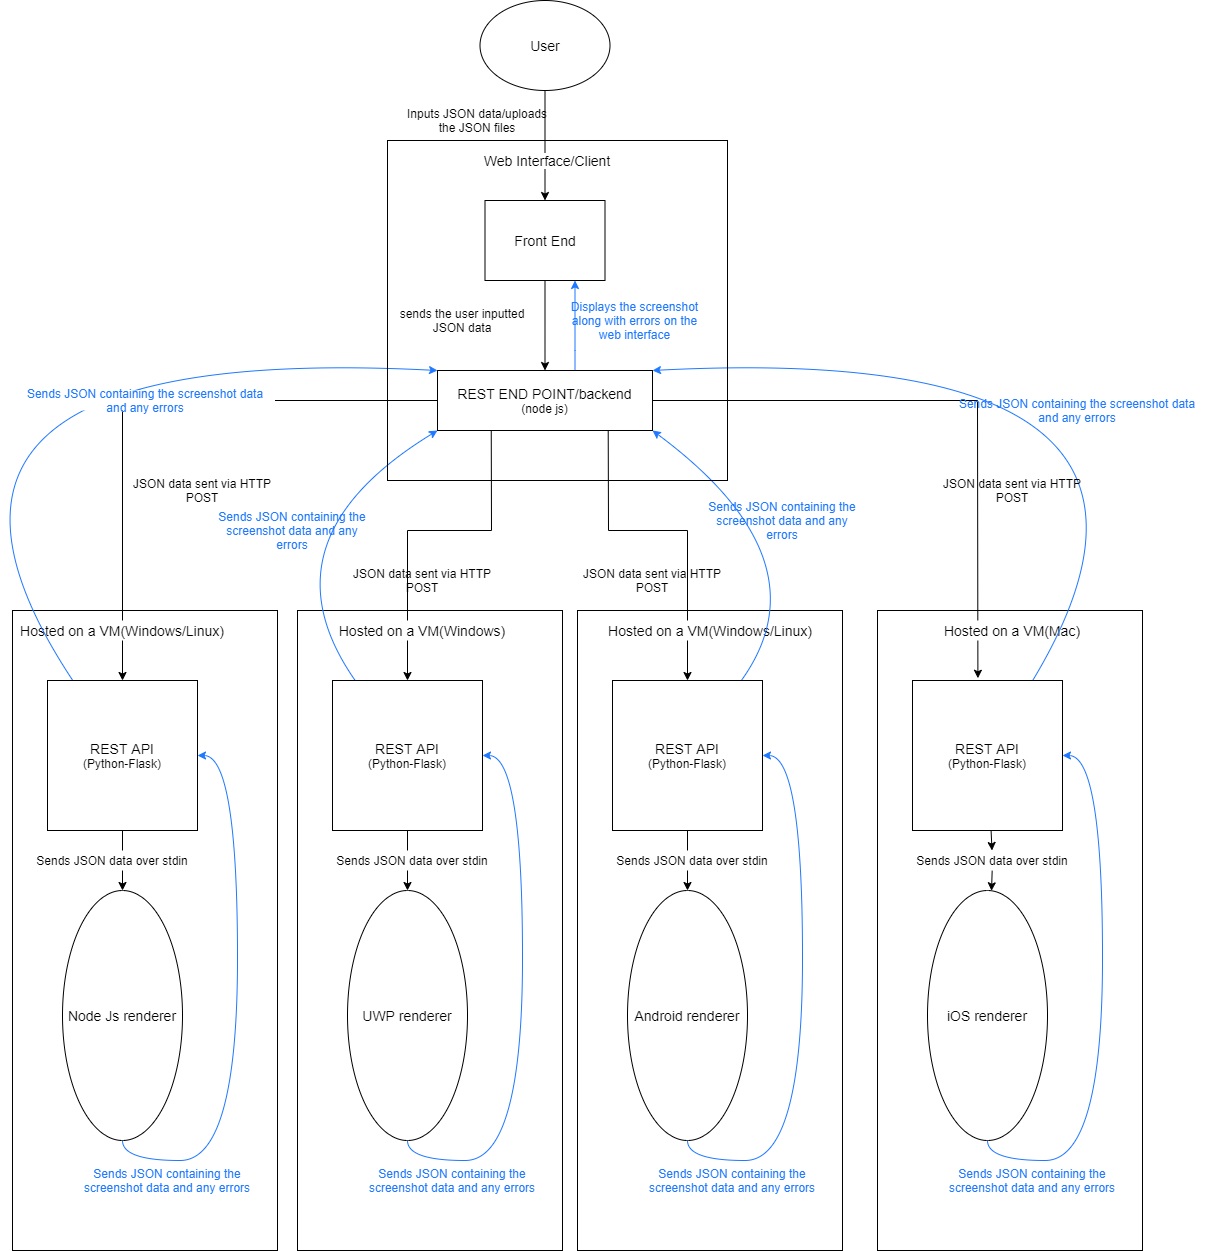 User
Inputs JSON data/uploads
the JSON files
Web Interface/Client
Front End
sends the user inputted
JSON data
Displays the screenshot
along with errors on the
web interface
REST END POINT/backend
(node js)
Sends JSON containing the screenshot data
and any errors
Sends JSON containing the screenshot data
and any errors
JSON data sent via HTTP
POST
Sends JSON containing the
screenshot data and any
errors
Sends JSON containing the
screenshot data and any
errors
JSON data sent via HTTP
POST
JSON data sent via HTTP
POST
JSON data sent via HTTP
POST
Hosted on a VM(Windows/Linux)
Hosted on a VM(Windows)
Hosted on a VM(Windows/Linux)
Hosted on a VM(Mac)
REST API
(Python-Flask)
REST API
(Python-Flask)
REST API
(Python-Flask)
REST API
(Python-Flask)
Sends JSON data over stdin
Sends JSON data over stdin
Sends JSON data over stdin
Sends JSON data over stdin
Node Js renderer
UWP renderer
Android renderer
iOS renderer
Sends JSON containing the
screenshot data and any errors
Sends JSON containing the
screenshot data and any errors
Sends JSON containing the
screenshot data and any errors
Sends JSON containing the
screenshot data and any errors